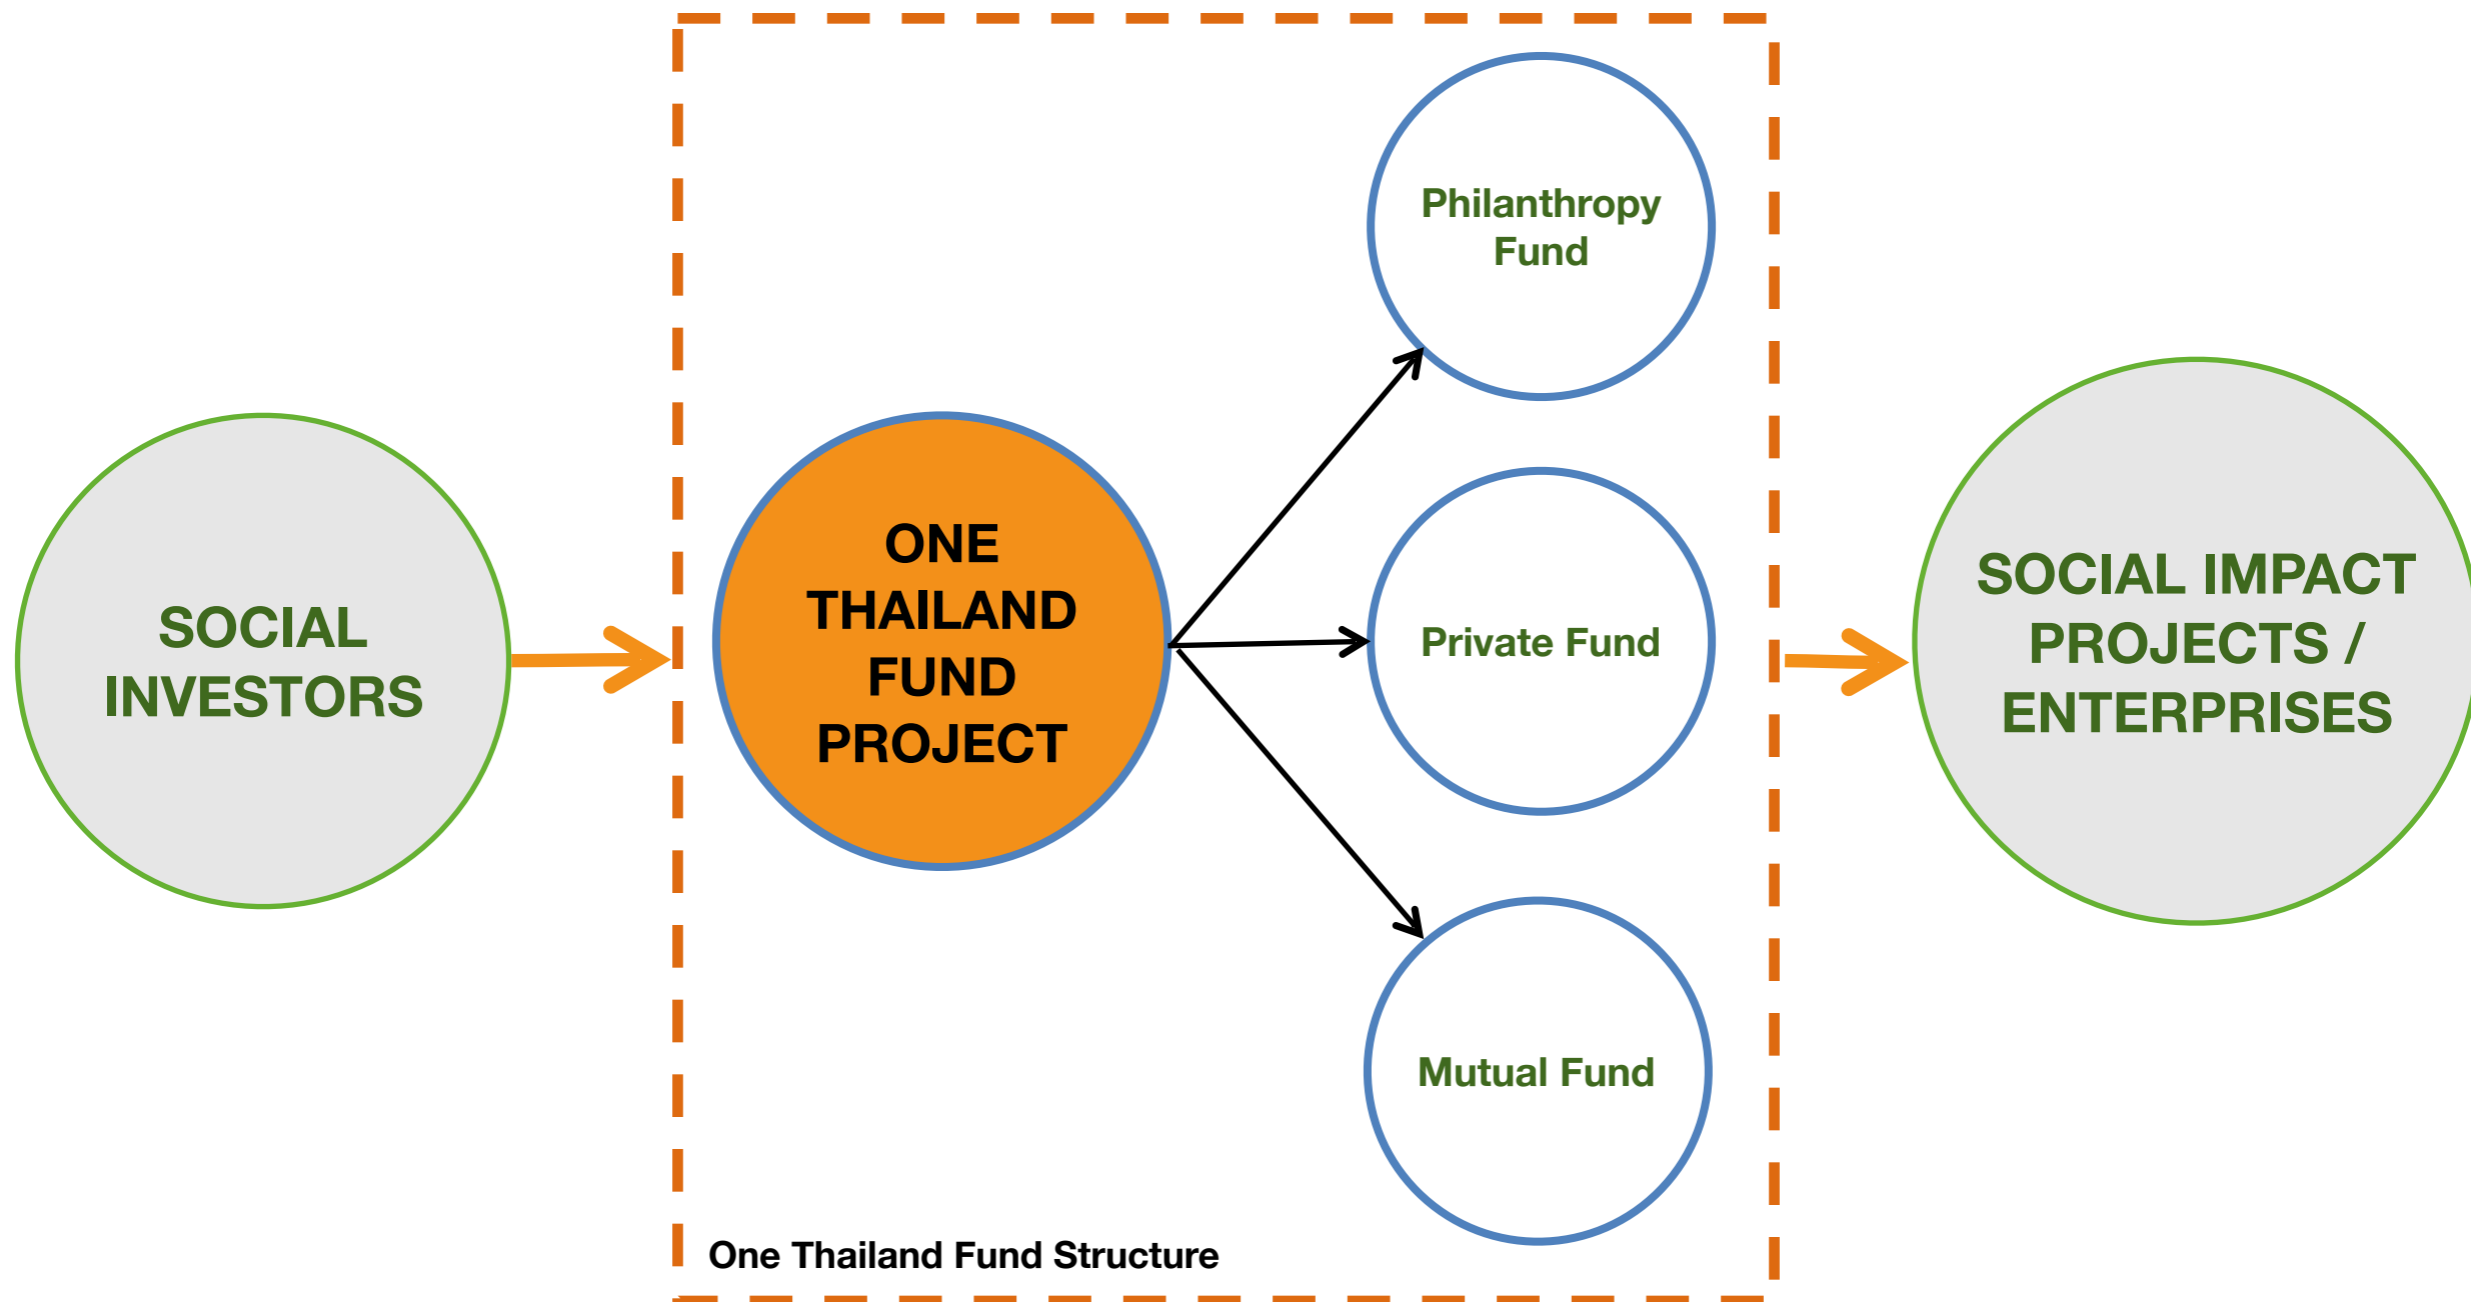 SOCIAL
INVESTORS
ONE
THAILAND
FUND
PROJECT
Philanthropy
Fund
Private Fund
Mutual Fund
SOCIAL IMPACT
PROJECTS /
ENTERPRISES
One Thailand Fund Structure